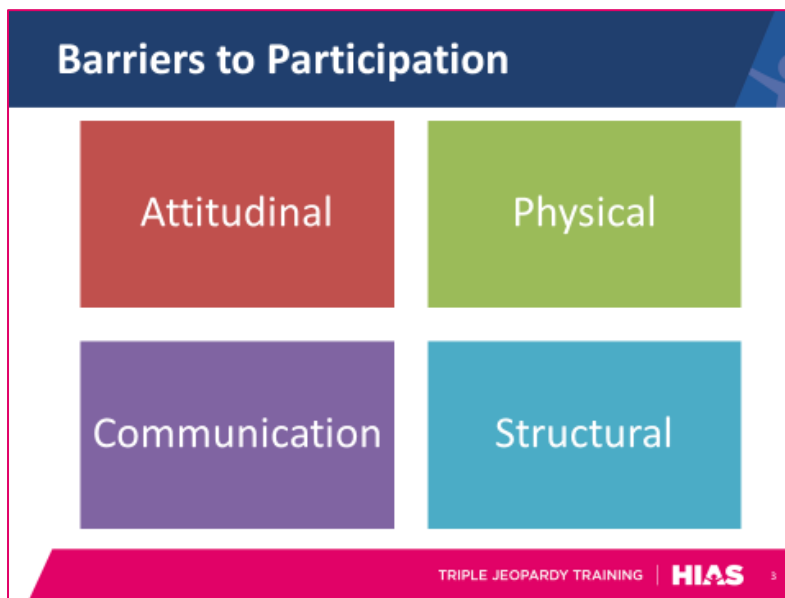 Barriers to Participation
Attitudinal
Physical
Communication
Structural
TRIPLE JEOPARDY TRAINING | HIAS 3